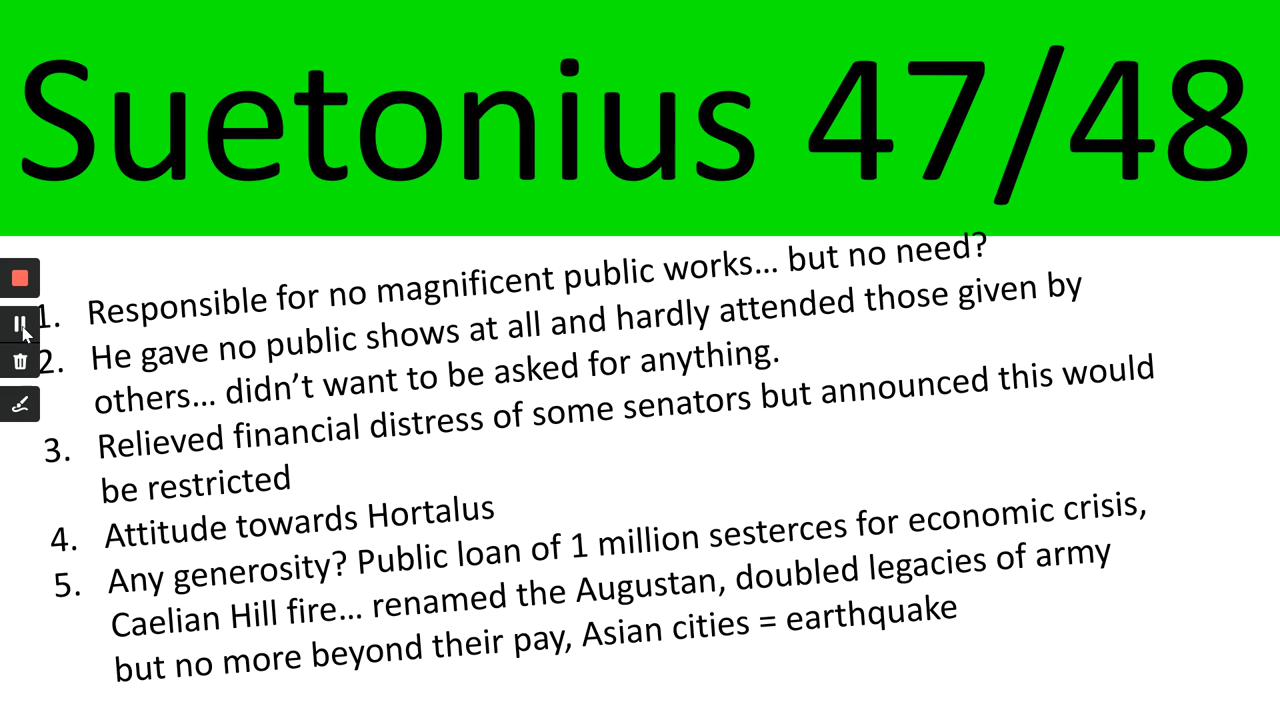 Suetonius 47/48
1. Responsible for no magnificent public works... but no need?
2. He gave no public shows at all and hardly attended those given by
others... didn’t want to be asked for anything.
3. Relieved financial distress of some senators but announced this would
be restricted
4. Attitude towards Hortalus
5. Any generosity? Public loan of 1 million sesterces for economic crisis,
Caelian Hill fire... renamed the Augustan, doubled legacies of army
but no more beyond their pay, Asian cities = earthquake